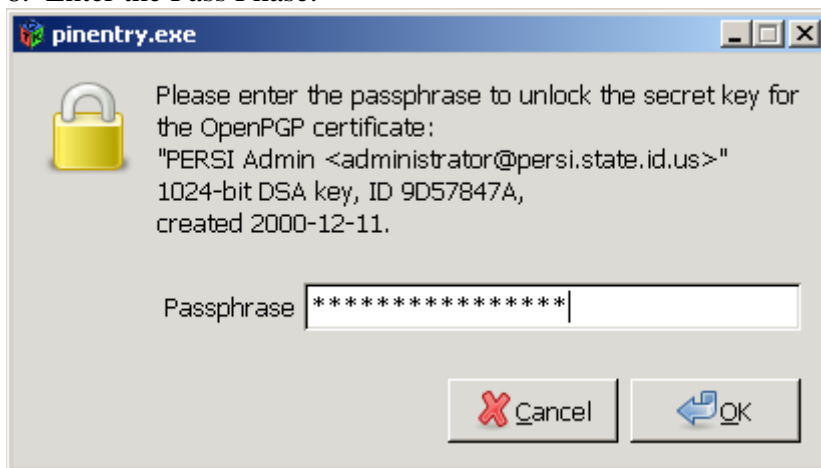 Enter the Pass Phrase.
pinentry.exe
Please enter the passphrase to unlock the secret key for
the OpenPGP certificate:
"PERSI Admin <administrator@persi.state.id.us>"
1024-bit DSA key, ID 9D57847A,
created 2000-12-11.
Passphrase ****************
Cancel OK